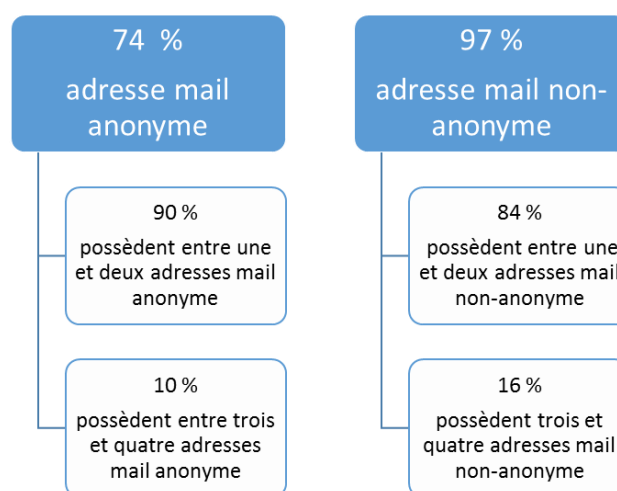 74 %
adresse mail
anonyme
90 %
possèdent entre une
et deux adresses mail
anonyme
10 %
possèdent entre trois
et quatre adresses
mail anonyme
97 %
adresse mail non-
anonyme
84 %
possèdent entre une
et deux adresses mail
non-anonyme
16 %
possèdent trois et
quatre adresses mail
non-anonyme